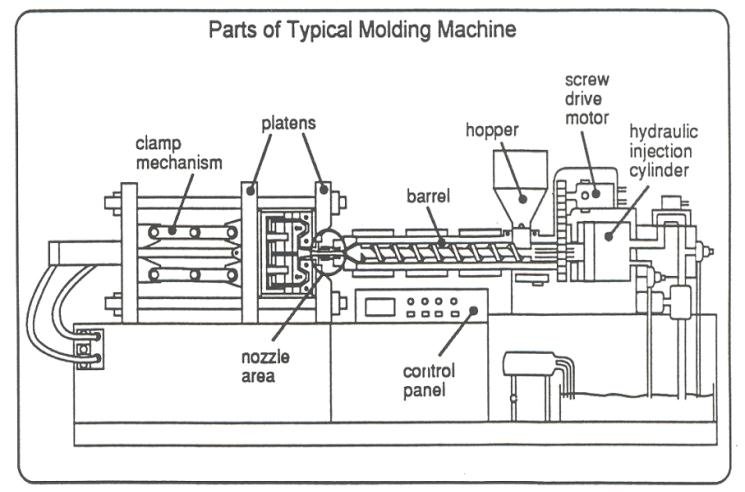 Parts of Typical Molding Machine
screw
drive
motor
platens
hopper
hydraulic
injection
cylinder
clamp
mechanism
barrel
nozzle
area
control
panel